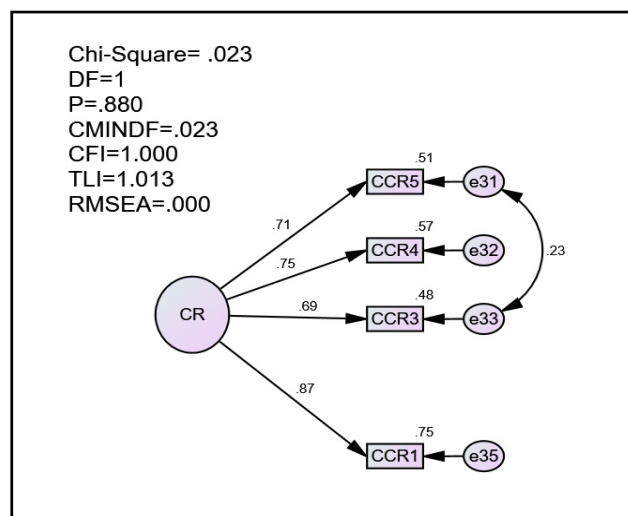 Chi-Square= .023
DF=1
P=.880
CMINDF=.023
CFI=1.000
TLI=1.013
RMSEA=.000
.51
CCR5
e31
.71
.57
CCR4
e32
.75
.23
.48
CCR3
e33
.69
CR
.87
.75
CCR1
e35